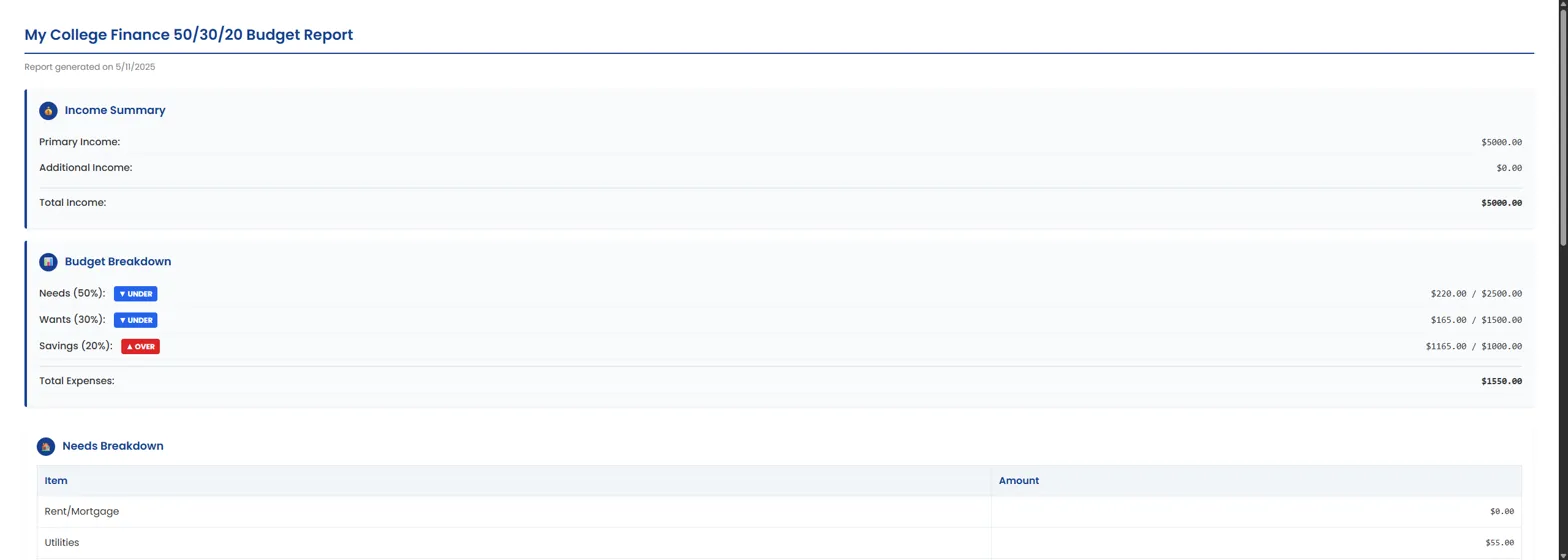 My College Finance 50/30/20 Budget Report
Report generated on 5/11/2025
Income Summary
Primary Income: $5000.00
Additional Income: $0.00
Total Income: $5000.00
Budget Breakdown
Needs (50%): ▼ UNDER $220.00 / $2500.00
Wants (30%): ▼ UNDER $165.00 / $1500.00
Savings (20%): ▲ OVER $1165.00 / $1000.00
Total Expenses: $1550.00
Needs Breakdown
Item Amount
Rent/Mortgage $0.00
Utilities $55.00